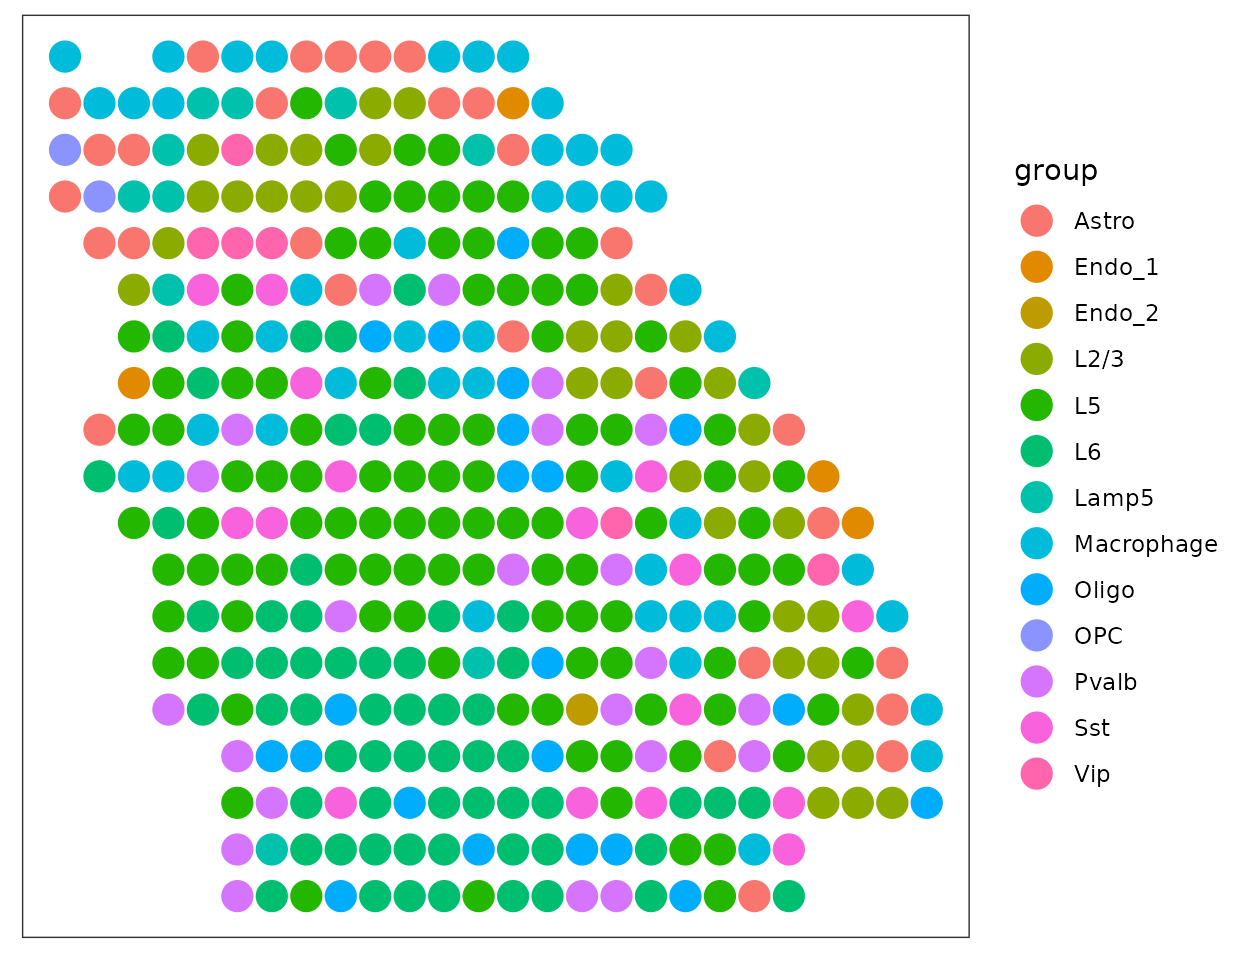 group
Astro
Endo_1
Endo_2
L2/3
L5
L6
Lamp5
Macrophage
Oligo
OPC
Pvalb
Sst
Vip